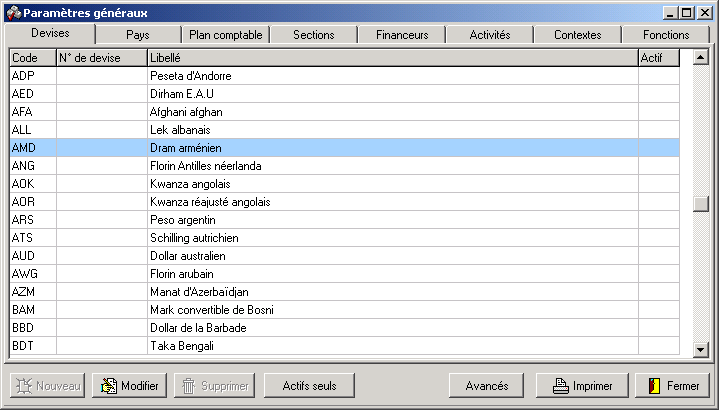 Paramètres généraux
Devises Pays Plan comptable Sections Financeurs Activités Contextes Fonctions
Code N° de devise Libellé Actif
ADP Peseta d'Andorre
AED Dirham E.A.U
AFA Afghani afghan
ALL Lek albanais
AMD Dram arménien
ANG Florin Antilles néerlanda
AOK Kwanza angolais
AOR Kwanza réajusté angolais
ARS Peso argentin
ATS Schilling autrichien
AUD Dollar australien
AWG Florin arubain
AZM Manat d'Azerbaïdjan
BAM Mark convertible de Bosni
BBD Dollar de la Barbade
BDT Taka Bengali
Nouveau Modifier Supprimer Actifs seuls Avancés Imprimer Fermer